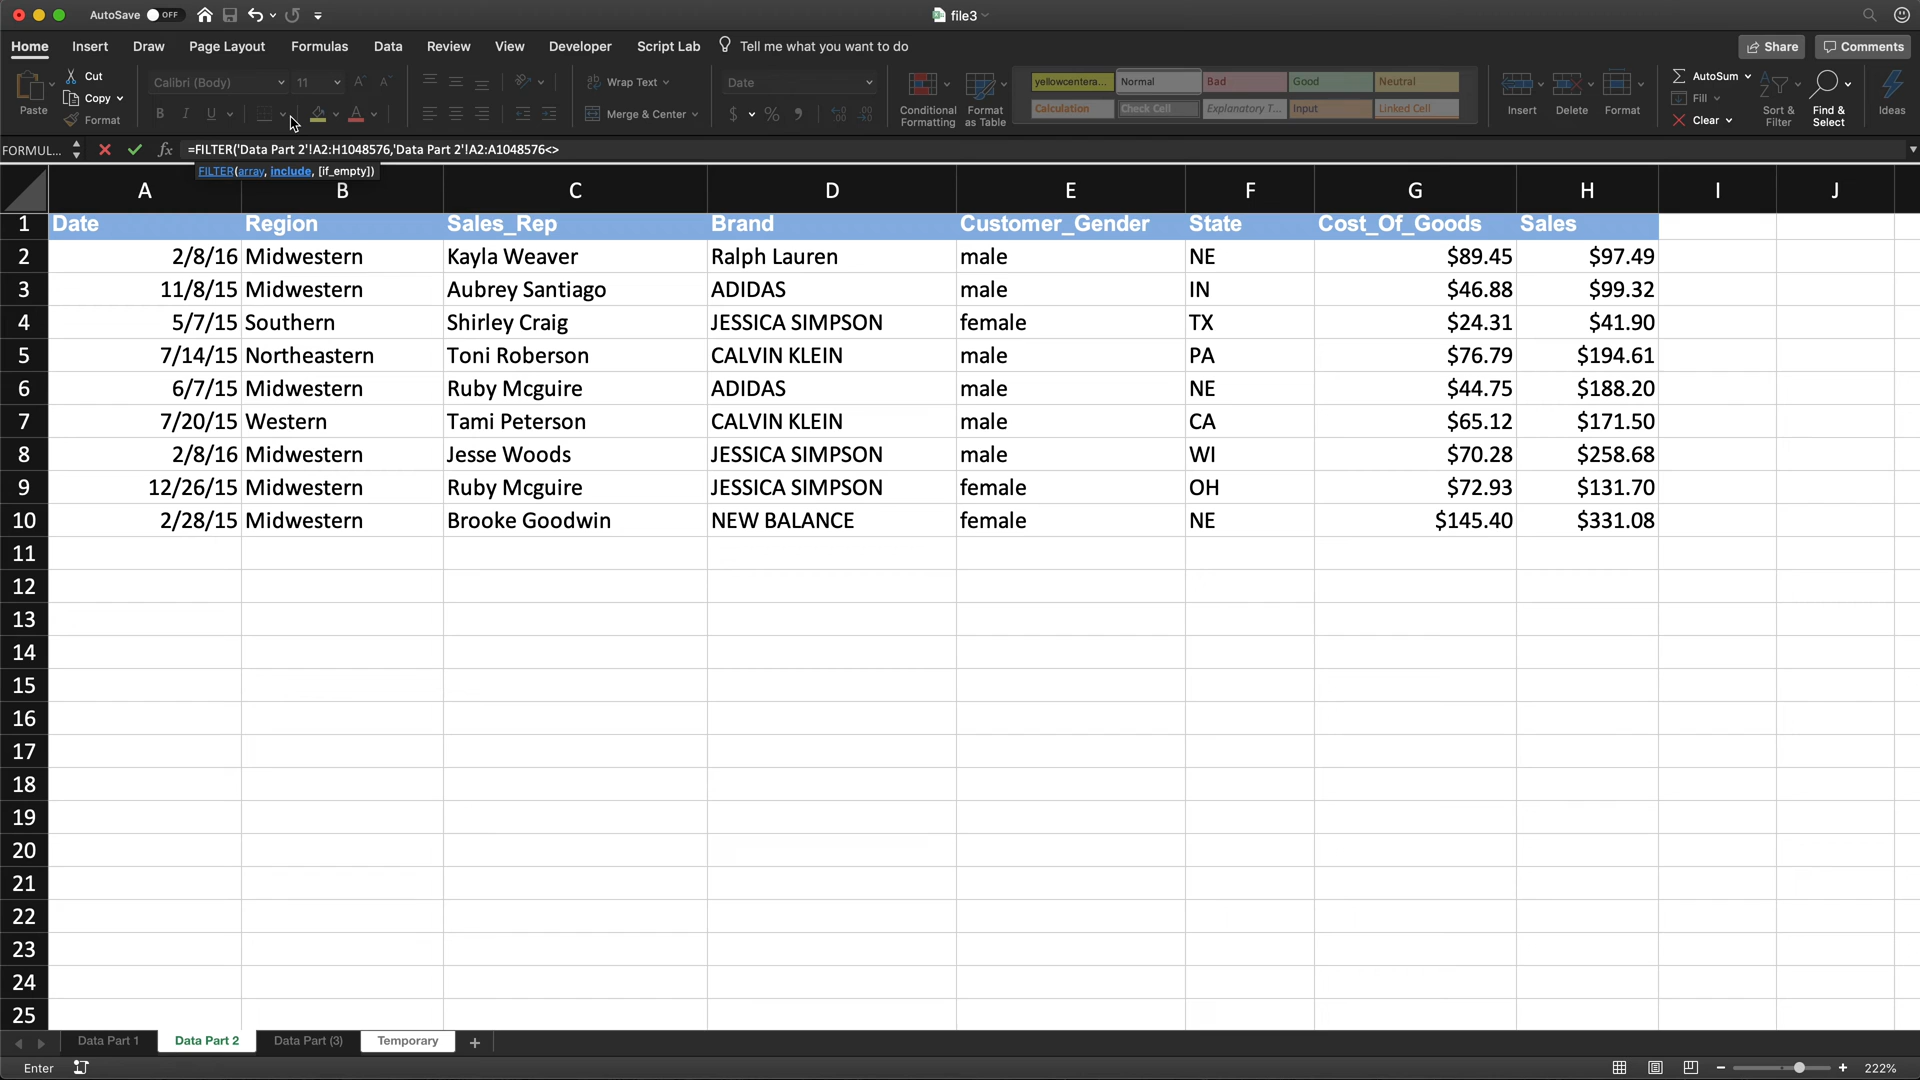 AutoSave OFF file3
Home Insert Draw Page Layout Formulas Data Review View Developer Script Lab Tell me what you want to do Share Comments
Paste Cut Copy Format
Calibri (Body) 11 A A
B I U A
Wrap Text
Merge & Center
Date
$ % 9
Conditional Formatting
Format as Table
yellowcentera... Normal Bad Good Neutral
Calculation Check Cell Explanatory T... Input Linked Cell
Insert Delete Format
AutoSum
Fill
Clear
Sort & Filter
Find & Select
Ideas
FORMUL... fx =FILTER('Data Part 2'!A2:H1048576,'Data Part 2'!A2:A1048576<>
FILTER(array, include, [if_empty])
A B C D E F G H I J
1 Date Region Sales_Rep Brand Customer_Gender State Cost_Of_Goods Sales
2 2/8/16 Midwestern Kayla Weaver Ralph Lauren male NE $89.45 $97.49
3 11/8/15 Midwestern Aubrey Santiago ADIDAS male IN $46.88 $99.32
4 5/7/15 Southern Shirley Craig JESSICA SIMPSON female TX $24.31 $41.90
5 7/14/15 Northeastern Toni Roberson CALVIN KLEIN male PA $76.79 $194.61
6 6/7/15 Midwestern Ruby Mcguire ADIDAS male NE $44.75 $188.20
7 7/20/15 Western Tami Peterson CALVIN KLEIN male CA $65.12 $171.50
8 2/8/16 Midwestern Jesse Woods JESSICA SIMPSON male WI $70.28 $258.68
9 12/26/15 Midwestern Ruby Mcguire JESSICA SIMPSON female OH $72.93 $131.70
10 2/28/15 Midwestern Brooke Goodwin NEW BALANCE female NE $145.40 $331.08
11
12
13
14
15
16
17
18
19
20
21
22
23
24
25
Data Part 1 Data Part 2 Data Part (3) Temporary +
Enter 222%